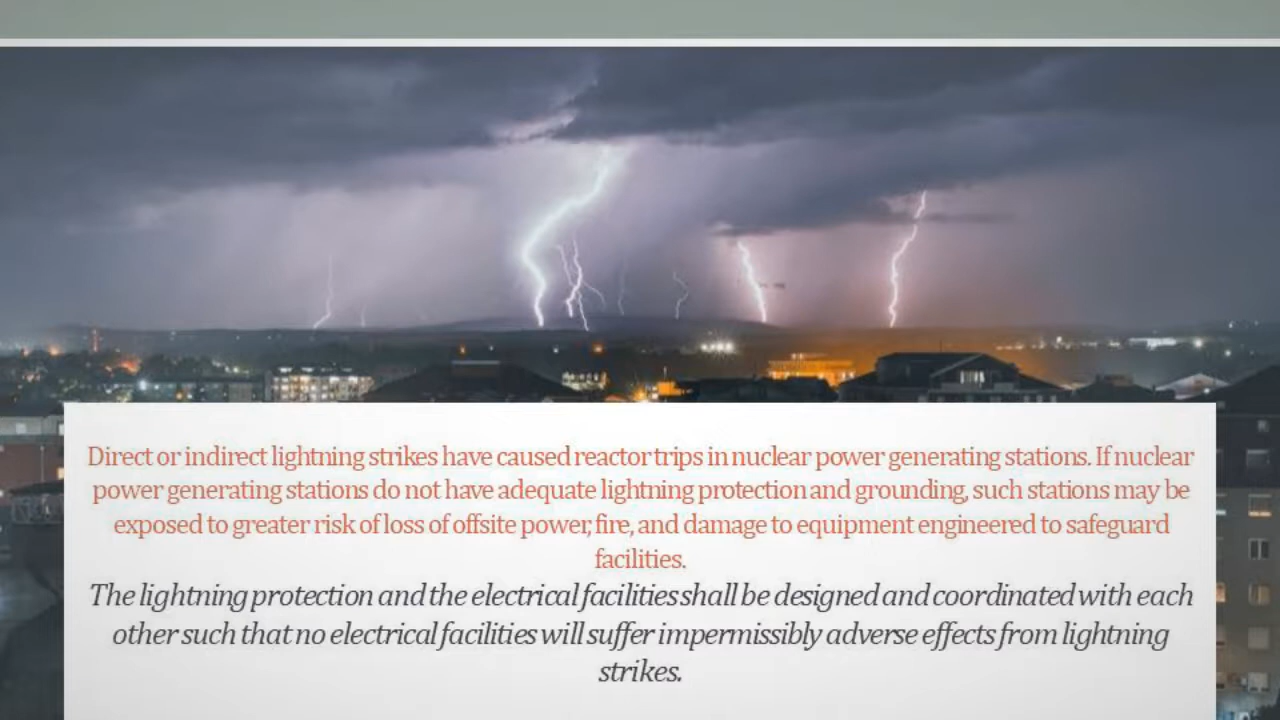 Direct or indirect lightning strikes have caused reactor trips in nuclear power generating stations. If nuclear
power generating stations do not have adequate lightning protection and grounding, such stations may be
exposed to greater risk of loss of offsite power, fire, and damage to equipment engineered to safeguard
facilities.
The lightning protection and the electrical facilities shall be designed and coordinated with each
other such that no electrical facilities will suffer impermissibly adverse effects from lightning
strikes.